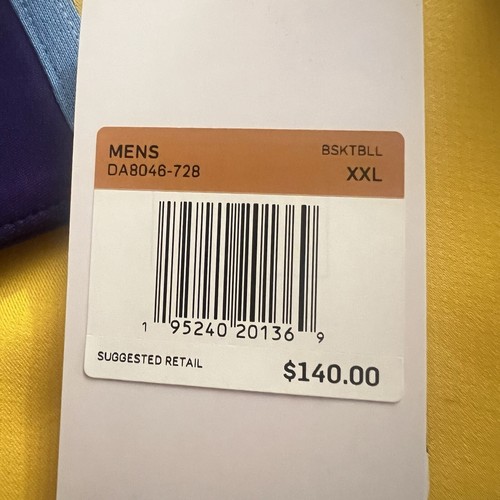 MENS
BSKTBLL
DA8046-728
XXL
1 95240 20136 9
SUGGESTED RETAIL
$140.00